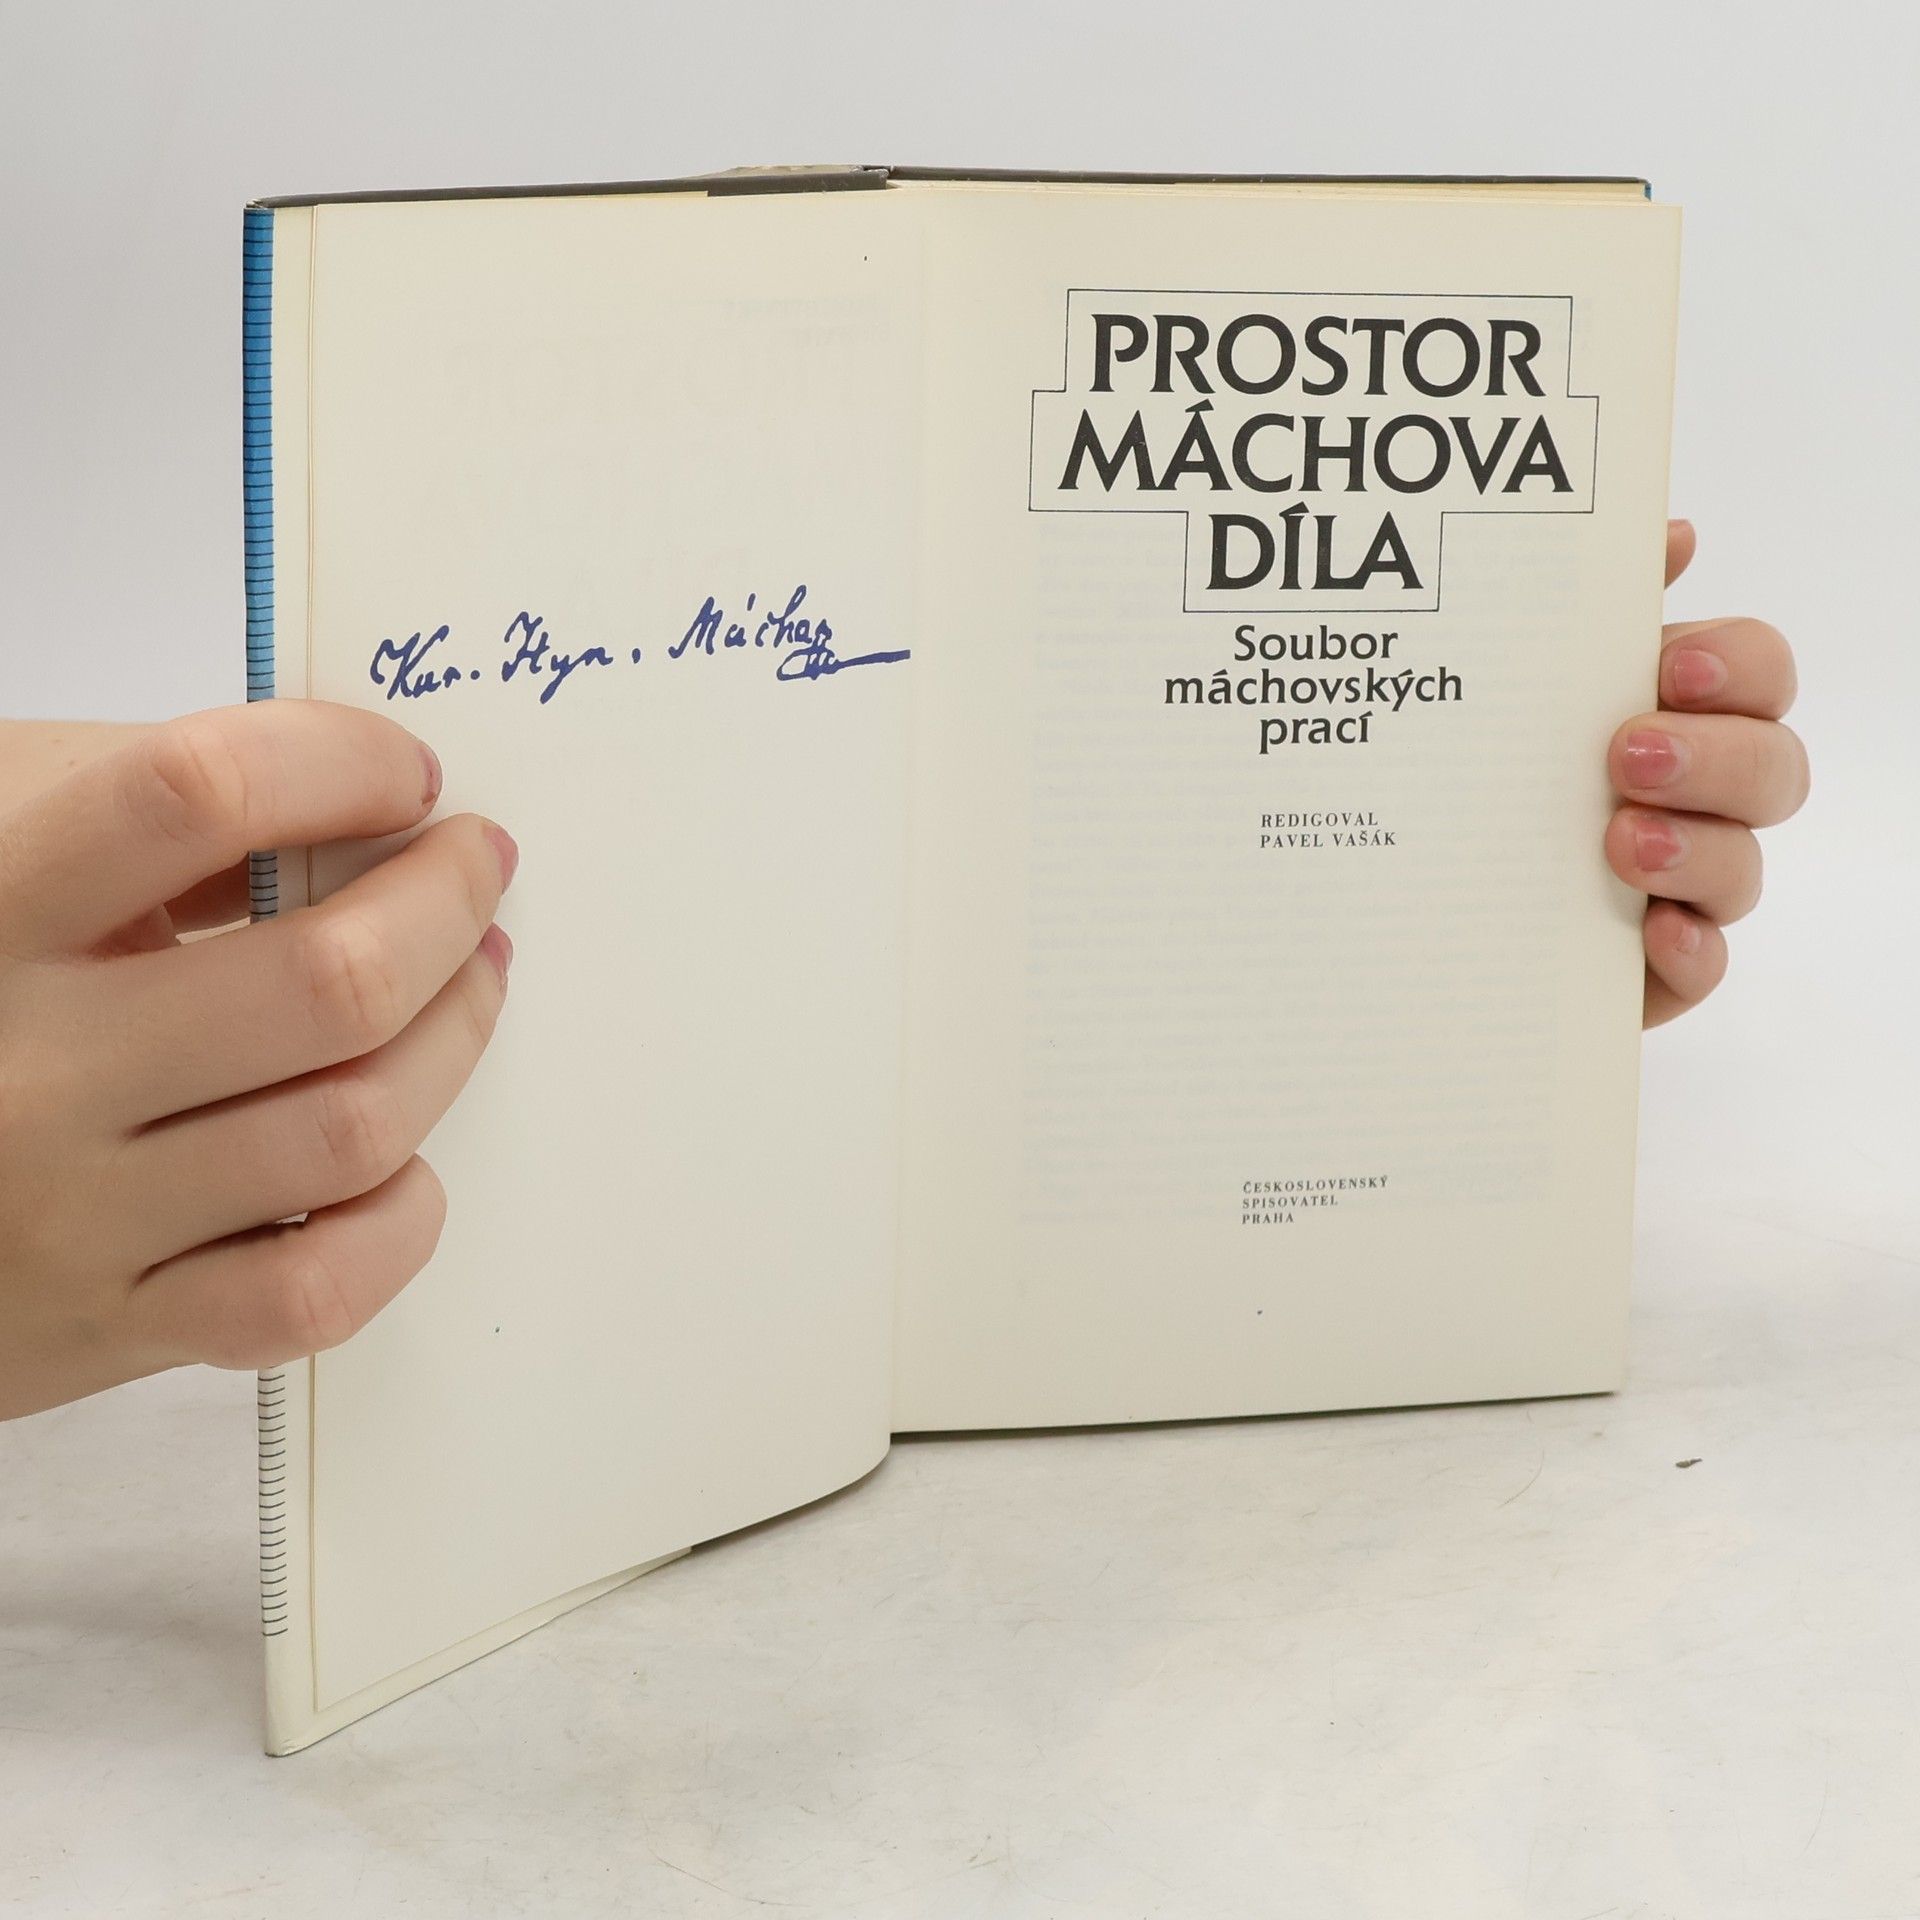 Kar. Hyn. Mácha
PROSTOR
MÁCHOVA
DÍLA
Soubor
máchovských
prací
REDIGOVAL
PAVEL VAŠÁK
ČESKOSLOVENSKÝ
SPISOVATEL
PRAHA